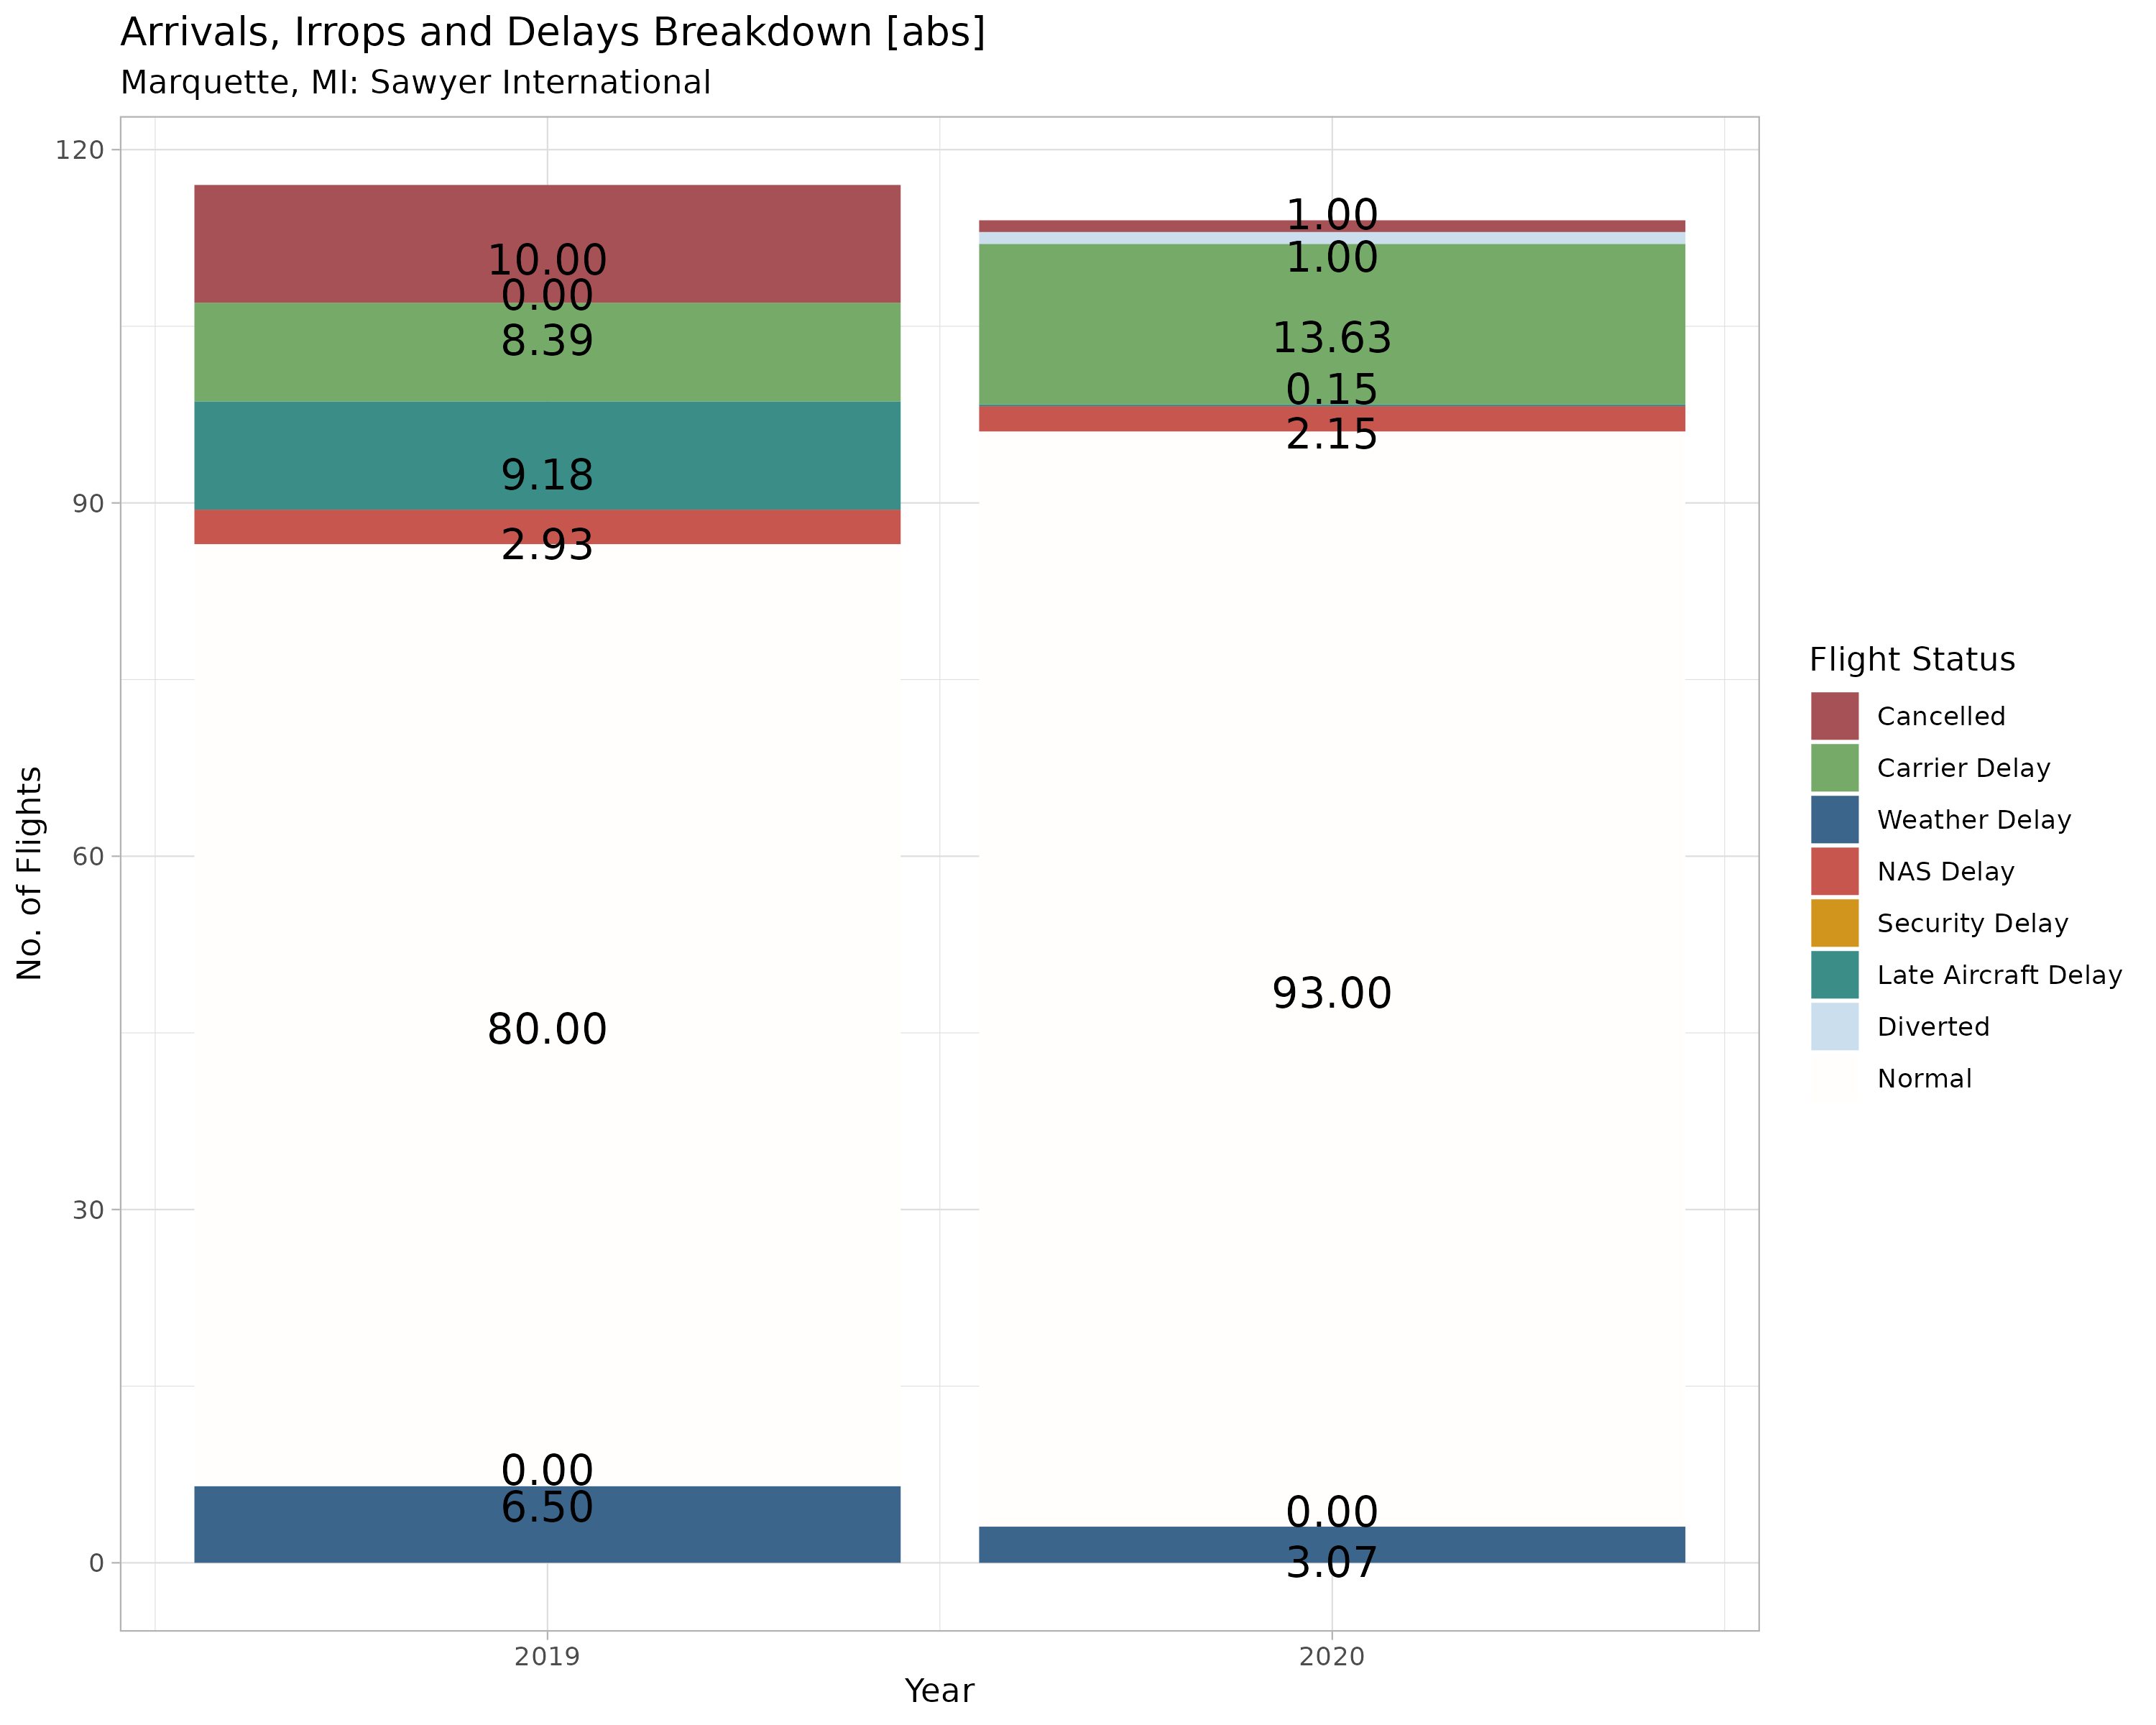 Arrivals, Irrops and Delays Breakdown [abs]
Marquette, MI: Sawyer International
No. of Flights
120
90
60
30
0
10.00
0.00
8.39
9.18
2.93
80.00
0.00
6.50
1.00
1.00
13.63
0.15
2.15
93.00
0.00
3.07
2019
2020
Year
Flight Status
Cancelled
Carrier Delay
Weather Delay
NAS Delay
Security Delay
Late Aircraft Delay
Diverted
Normal